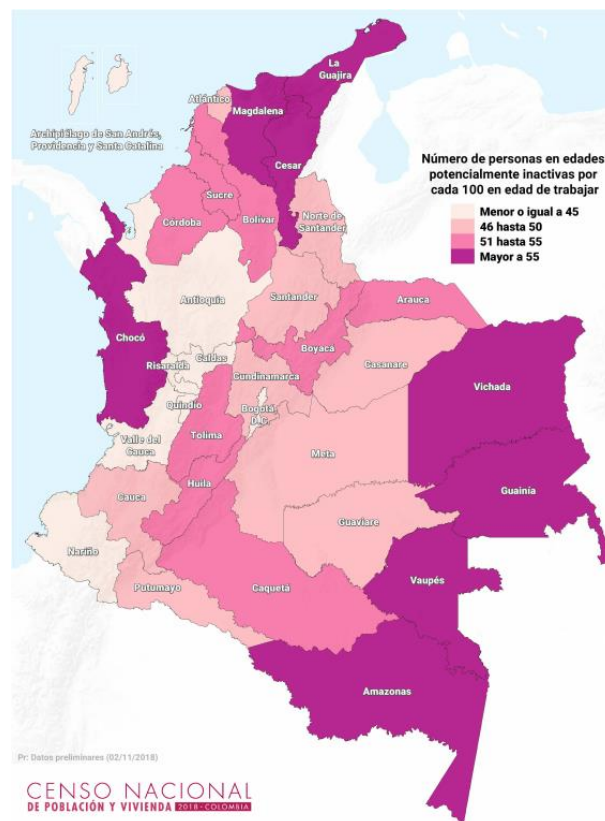 La
Guajira
Atlántico
Magdalena
Archipiélago de San Andrés,
Providencia y Santa Catalina
Cesar
Número de personas en edades
potencialmente inactivas por
cada 100 en edad de trabajar
Menor o igual a 45
46 hasta 50
51 hasta 55
Mayor a 55
Sucre
Córdoba
Bolívar
Norte de
Santander
Antioquia
Santander
Arauca
Chocó
Boyacá
Risaralda
Caldas
Cundinamarca
Casanare
Vichada
Quindío
Bogotá
D.C.
Valle del
Cauca
Tolima
Meta
Guainía
Huila
Cauca
Guaviare
Nariño
Vaupés
Caquetá
Putumayo
Amazonas
Pr: Datos preliminares (02/11/2018)
CENSO NACIONAL
DE POBLACIÓN Y VIVIENDA 2018 - COLOMBIA